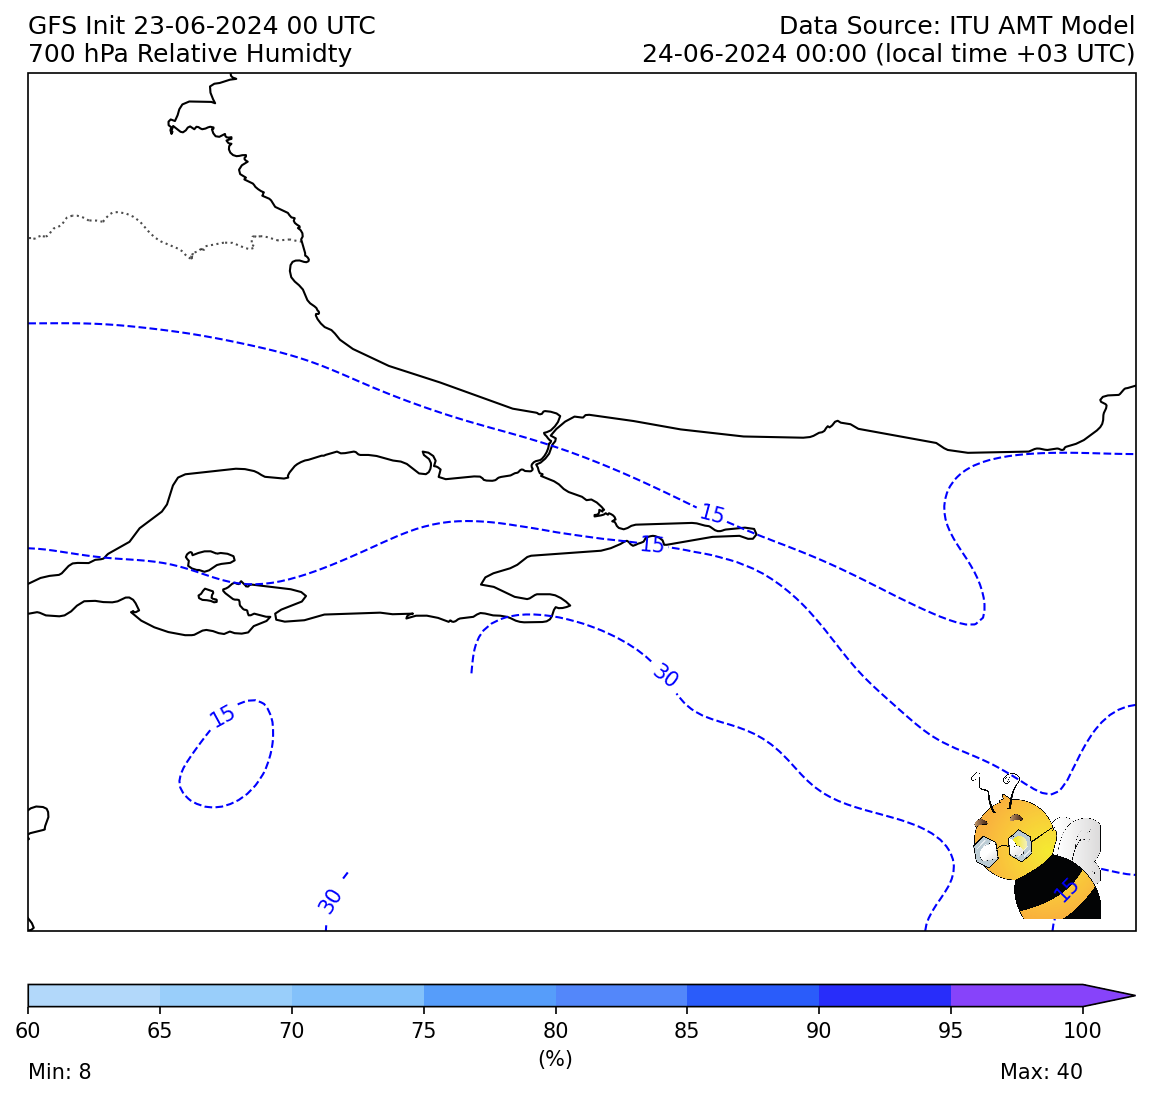 GFS Init 23-06-2024 00 UTC
Data Source: ITU AMT Model
700 hPa Relative Humidty
24-06-2024 00:00 (local time +03 UTC)
15
15
30
15
30
15
60 65 70 75 80 85 90 95 100
(%)
Min: 8
Max: 40